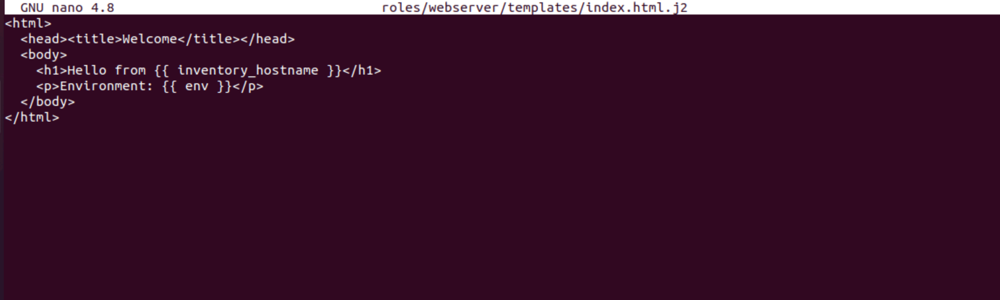 GNU nano 4.8 roles/webserver/templates/index.html.j2
<html>
  <head><title>Welcome</title></head>
  <body>
    <h1>Hello from {{ inventory_hostname }}</h1>
    <p>Environment: {{ env }}</p>
  </body>
</html>